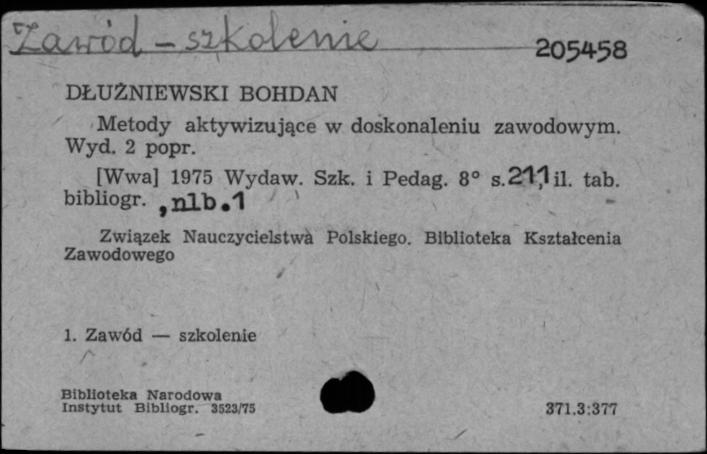 Zawód – szkolenie
205458
DŁUŻNIEWSKI BOHDAN
Metody aktywizujące w doskonaleniu zawodowym.
Wyd. 2 popr.
[Wwa] 1975 Wydaw. Szk. i Pedag. 8° s.211, il. tab.
bibliogr. ,nlb.1
Związek Nauczycielstwa Polskiego. Biblioteka Kształcenia
Zawodowego
1. Zawód — szkolenie
Biblioteka Narodowa
Instytut Bibliogr. 3523/75
371.3:377